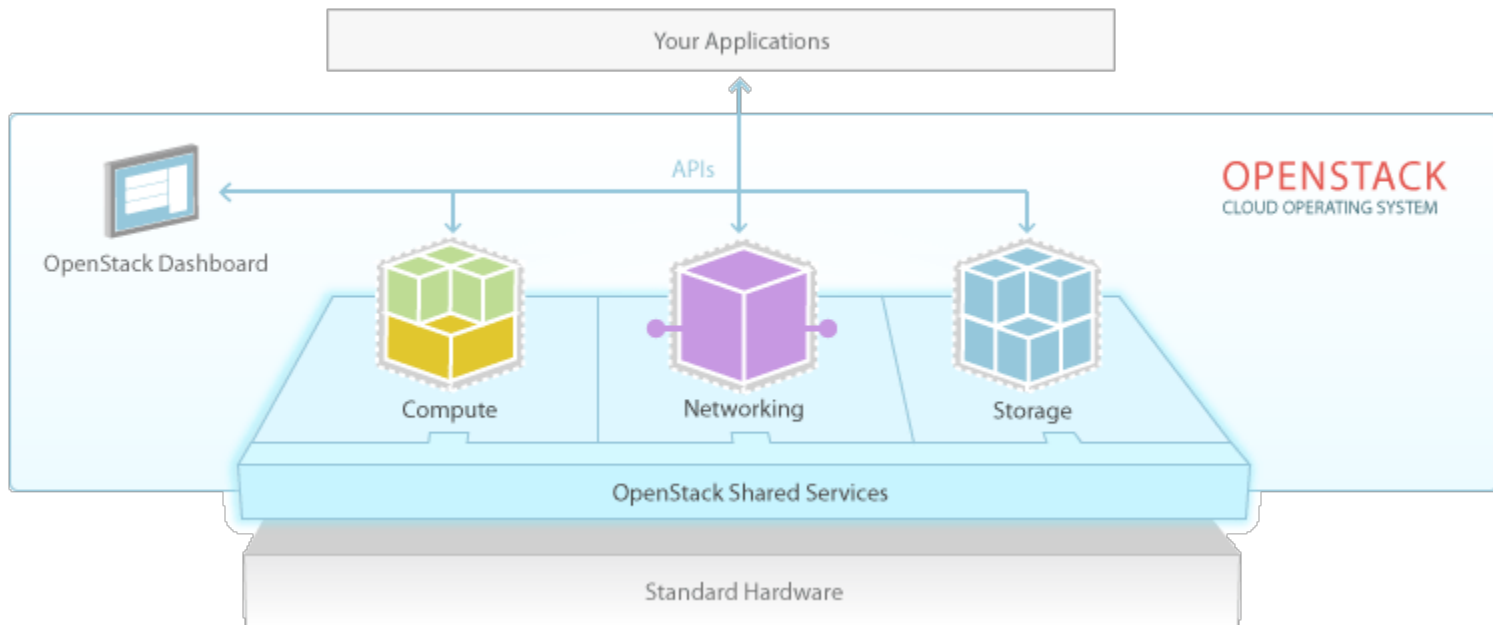 Your Applications
APIs
OPENSTACK
CLOUD OPERATING SYSTEM
OpenStack Dashboard
Compute
Networking
Storage
OpenStack Shared Services
Standard Hardware